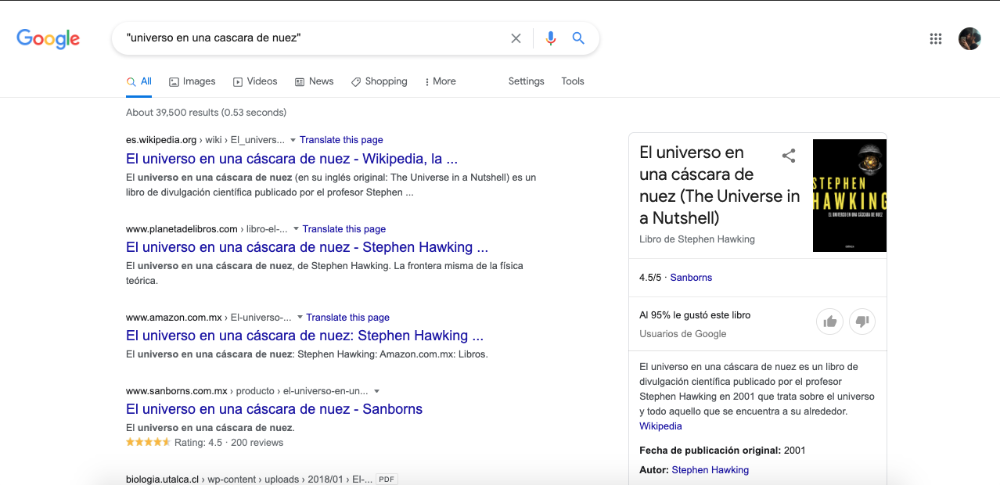 Google
"universo en una cascara de nuez"
All
Images
Videos
News
Shopping
More
Settings
Tools
About 39,500 results (0.53 seconds)
es.wikipedia.org › wiki › El_univers... Translate this page
El universo en una cáscara de nuez - Wikipedia, la ...
El universo en una cáscara de nuez (en su inglés original: The Universe in a Nutshell) es un
libro de divulgación científica publicado por el profesor Stephen ...
www.planetadelibros.com › libro-el-... Translate this page
El universo en una cáscara de nuez - Stephen Hawking ...
El universo en una cáscara de nuez, de Stephen Hawking. La frontera misma de la física
teórica.
www.amazon.com.mx › El-universo-... Translate this page
El universo en una cáscara de nuez: Stephen Hawking ...
El universo en una cáscara de nuez: Stephen Hawking: Amazon.com.mx: Libros.
www.sanborns.com.mx › producto › el-universo-en-un...
El universo en una cáscara de nuez - Sanborns
El universo en una cáscara de nuez.
Rating: 4.5 · 200 reviews
biologia.utalca.cl › wp-content › uploads › 2018/01 › El-... PDF
El universo en
una cáscara de
nuez (The Universe in
a Nutshell)
Libro de Stephen Hawking
STEPHEN
HAWKING
EL UNIVERSO EN UNA CÁSCARA DE NUEZ
4.5/5 · Sanborns
Al 95% le gustó este libro
Usuarios de Google
El universo en una cáscara de nuez es un libro de
divulgación científica publicado por el profesor
Stephen Hawking en 2001 que trata sobre el universo
y todo aquello que se encuentra a su alrededor.
Wikipedia
Fecha de publicación original: 2001
Autor: Stephen Hawking